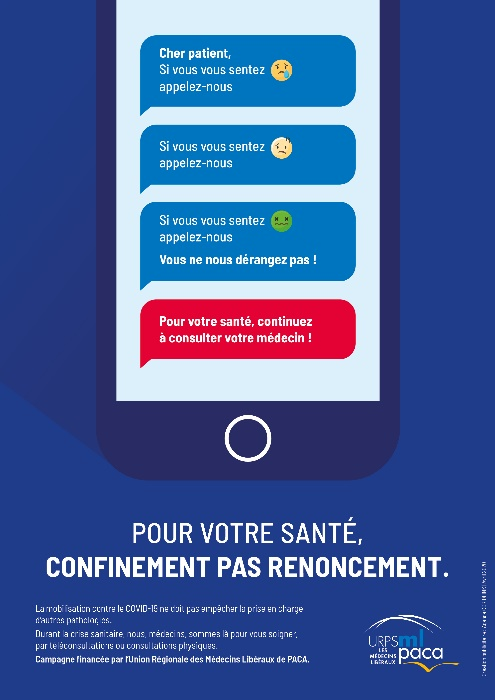 Cher patient,
Si vous vous sentez
appelez-nous
Si vous vous sentez
appelez-nous
Si vous vous sentez
appelez-nous
Vous ne nous dérangez pas !
Pour votre santé, continuez
à consulter votre médecin !
POUR VOTRE SANTÉ,
CONFINEMENT PAS RENONCEMENT.
La mobilisation contre le COVID-19 ne doit pas empêcher la prise en charge
d'autres pathologies.
Durant la crise sanitaire, nous, médecins, sommes là pour vous soigner,
par téléconsultations ou consultations physiques.
Campagne financée par l'Union Régionale des Médecins Libéraux de PACA.
URPS ml
LES
MÉDECINS
LIBÉRAUX
paca